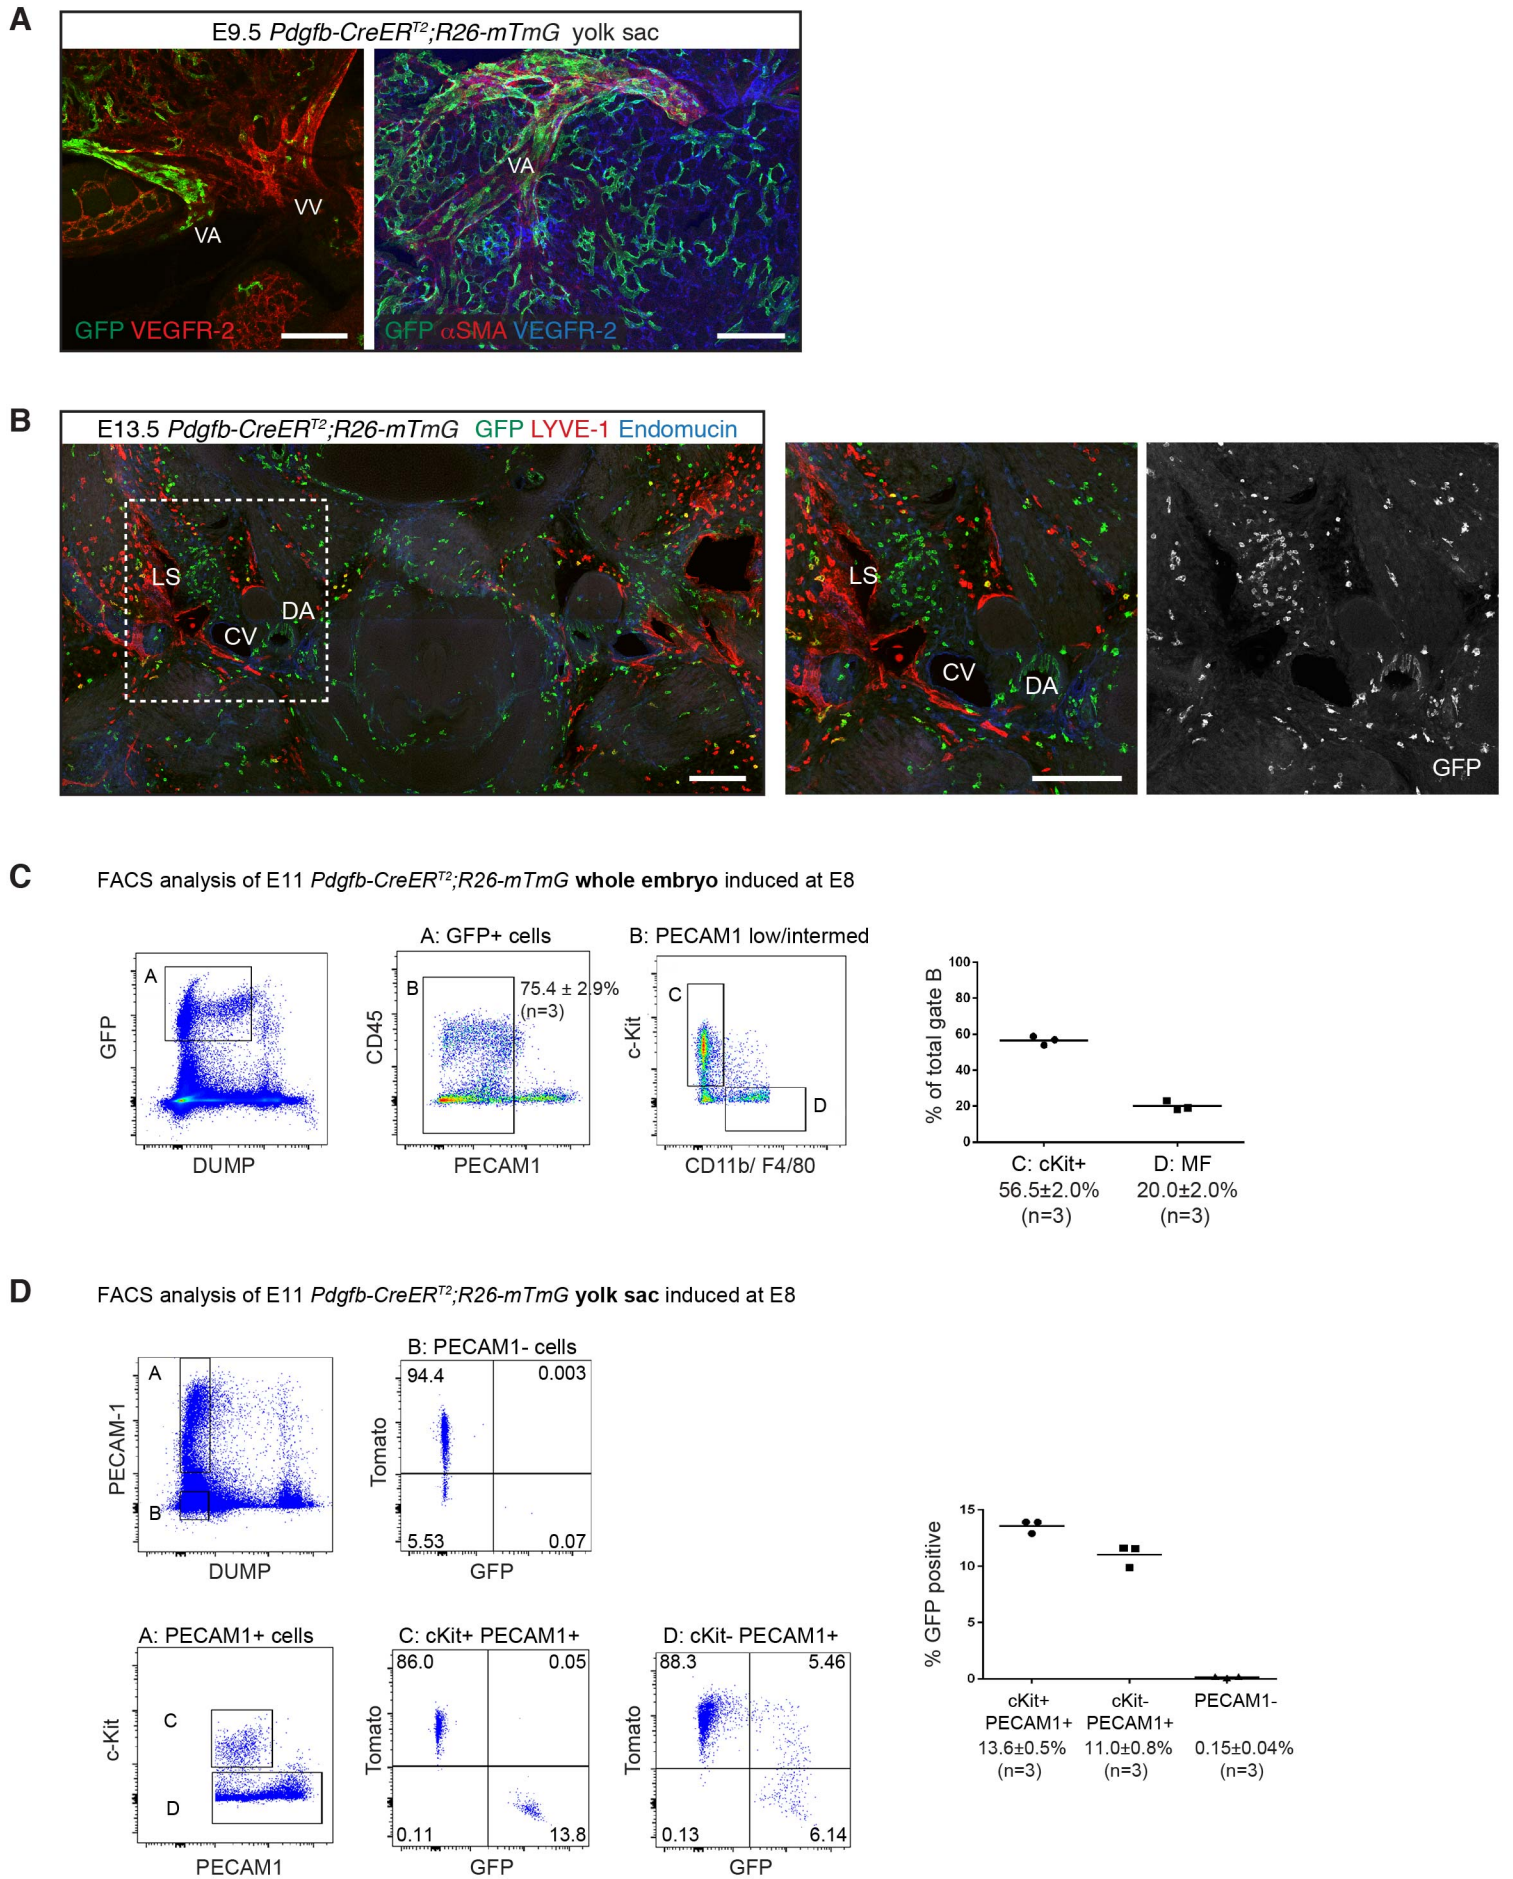 A
E9.5 Pdgfb-CreERT2;R26-mTmG yolk sac
VV
VA
GFP VEGFR-2
VA
GFP αSMA VEGFR-2
B
E13.5 Pdgfb-CreERT2;R26-mTmG GFP LYVE-1 Endomucin
LS
DA
CV
LS
CV
DA
GFP
C
FACS analysis of E11 Pdgfb-CreERT2;R26-mTmG whole embryo induced at E8
A
GFP
DUMP
A: GFP+ cells
B
75.4 ± 2.9%
(n=3)
CD45
PECAM1
B: PECAM1 low/intermed
C
D
c-Kit
CD11b/ F4/80
% of total gate B
100
80
60
40
20
0
C: cKit+
56.5±2.0%
(n=3)
D: MF
20.0±2.0%
(n=3)
D
FACS analysis of E11 Pdgfb-CreERT2;R26-mTmG yolk sac induced at E8
A
B
PECAM-1
DUMP
B: PECAM1- cells
94.4
0.003
5.53
0.07
Tomato
GFP
A: PECAM1+ cells
C
D
c-Kit
PECAM1
C: cKit+ PECAM1+
86.0
0.05
0.11
13.8
Tomato
GFP
D: cKit- PECAM1+
88.3
5.46
0.13
6.14
Tomato
GFP
% GFP positive
15
10
5
0
cKit+
PECAM1+
13.6±0.5%
(n=3)
cKit-
PECAM1+
11.0±0.8%
(n=3)
PECAM1-
0.15±0.04%
(n=3)